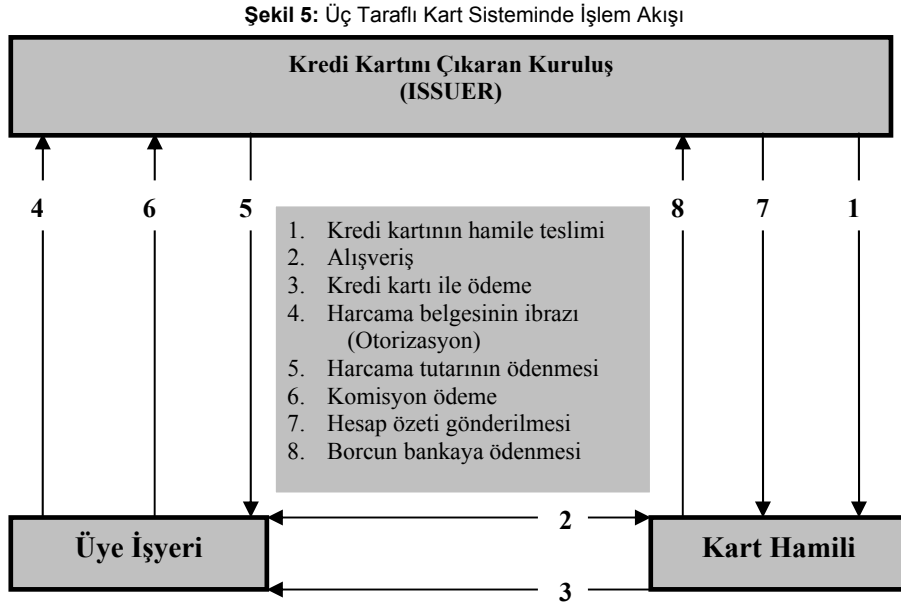 Şekil 5: Üç Taraflı Kart Sisteminde İşlem Akışı
Kredi Kartını Çıkaran Kuruluş
(ISSUER)
4 6 5 8 7 1
1. Kredi kartının hamile teslimi
2. Alışveriş
3. Kredi kartı ile ödeme
4. Harcama belgesinin ibrazı
(Otorizasyon)
5. Harcama tutarının ödenmesi
6. Komisyon ödeme
7. Hesap özeti gönderilmesi
8. Borcun bankaya ödenmesi
2
Üye İşyeri
Kart Hamili
3